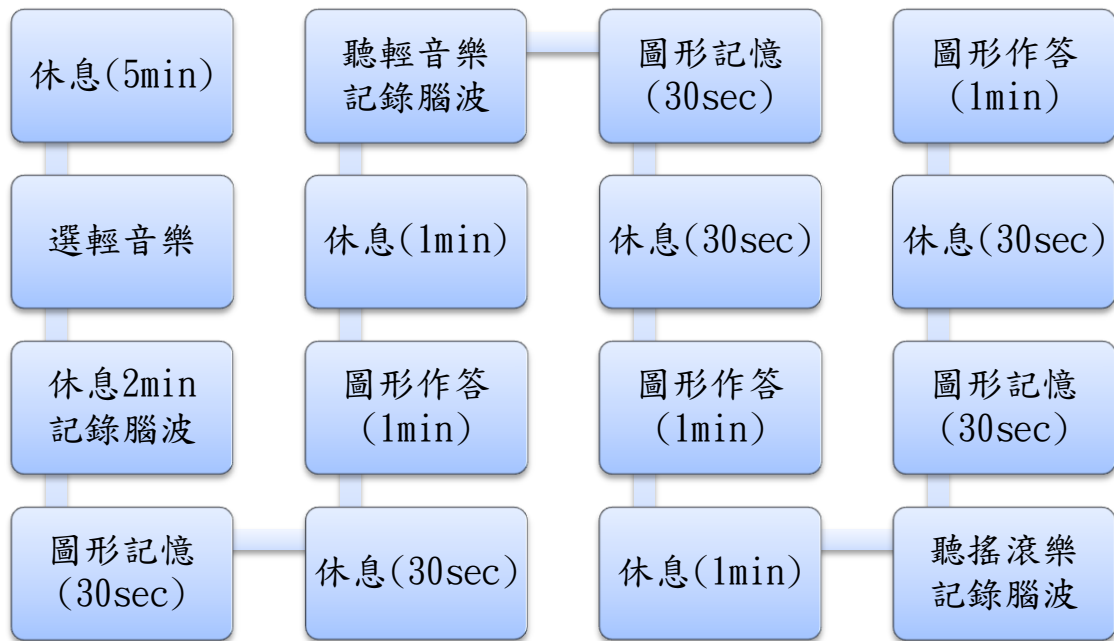 休息(5min)
選輕音樂
休息2min
記錄腦波
圖形記憶
(30sec)
休息(30sec)
圖形作答
(1min)
休息(1min)
聽輕音樂
記錄腦波
圖形記憶
(30sec)
休息(30sec)
圖形作答
(1min)
休息(1min)
聽搖滾樂
記錄腦波
圖形記憶
(30sec)
休息(30sec)
圖形作答
(1min)